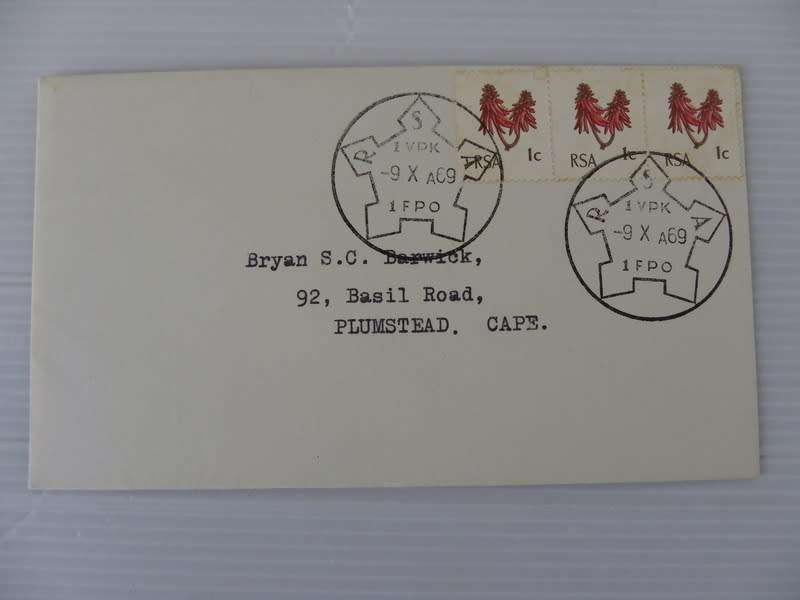 1c
RSA
1c
RSA
1c
RSA
R S
1 VPK
-9 X A69
1 FPO
R S A
1 VPK
-9 X A69
1 FPO
Bryan S.C. Barwick,
92, Basil Road,
PLUMSTEAD. CAPE.